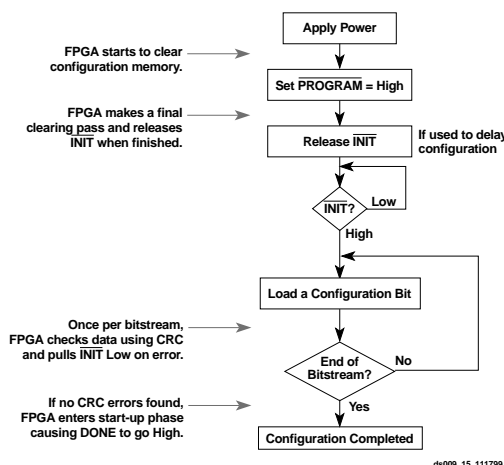 Apply Power
FPGA starts to clear
configuration memory.
Set PROGRAM = High
FPGA makes a final
clearing pass and releases
INIT when finished.
Release INIT
If used to delay
configuration
INIT?
Low
High
Load a Configuration Bit
Once per bitstream,
FPGA checks data using CRC
and pulls INIT Low on error.
End of
Bitstream?
No
Yes
If no CRC errors found,
FPGA enters start-up phase
causing DONE to go High.
Configuration Completed
ds009_15_111799